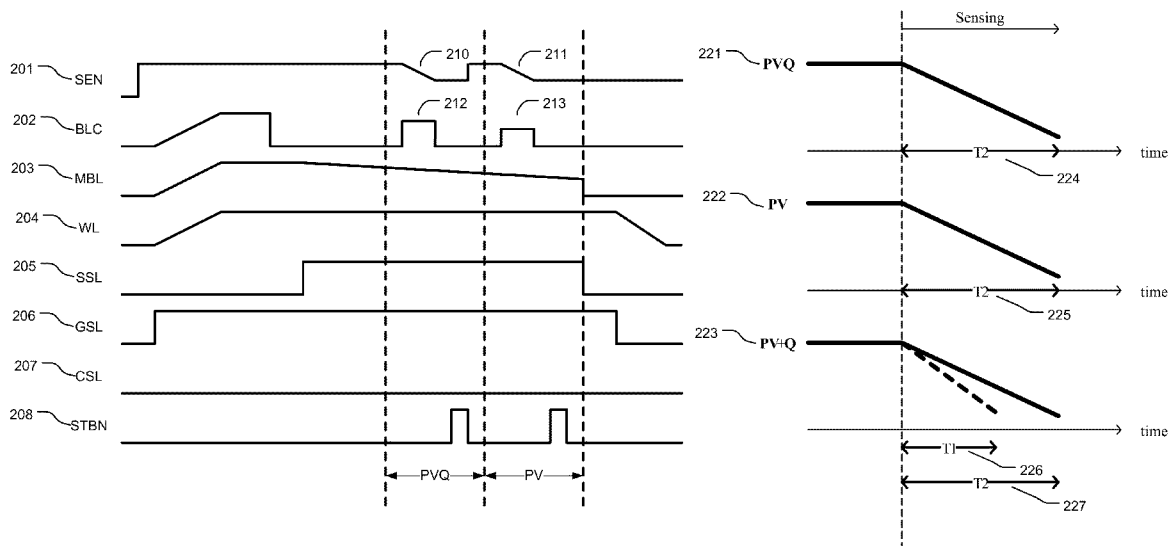 Sensing
201 SEN
210
211
221 PVQ
202 BLC
212
213
time
203 MBL
T2
224
204 WL
222 PV
205 SSL
time
T2
225
206 GSL
223 PV+Q
207 CSL
208 STBN
time
T1
226
PVQ
PV
T2
227